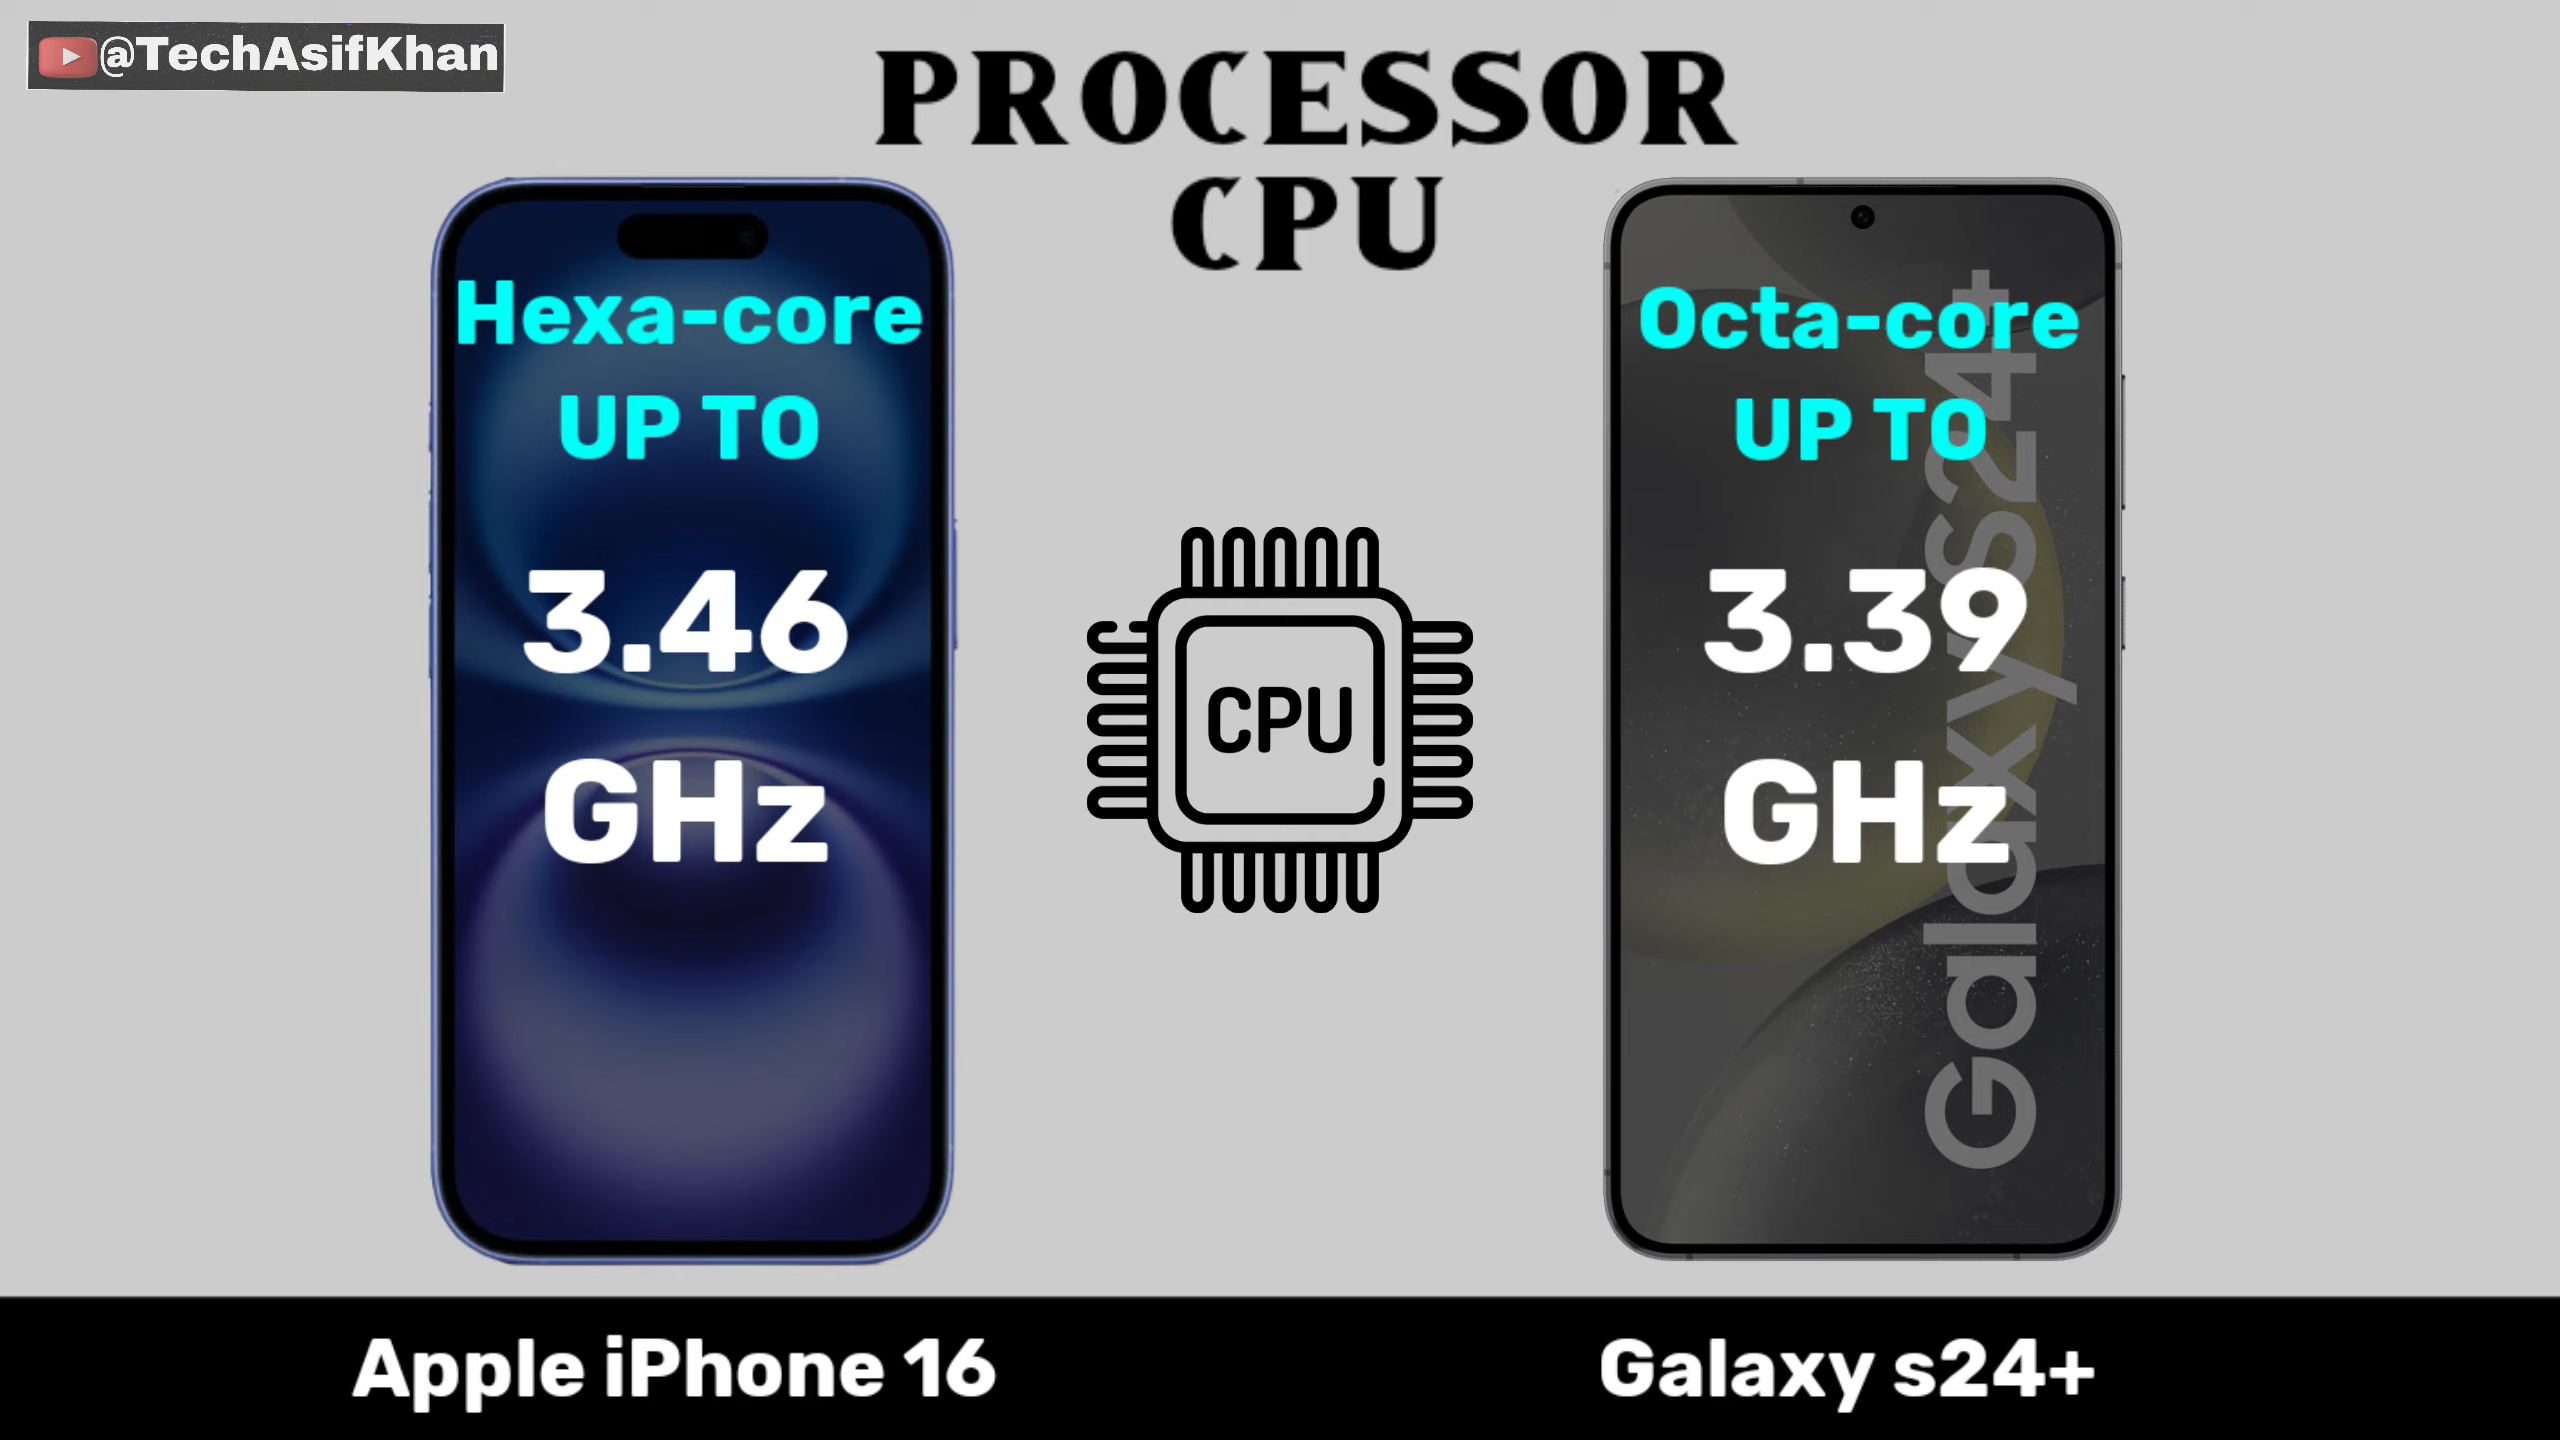 @TechAsifKhan
PROCESSOR
CPU
Hexa-core
UP TO
3.46
GHz
CPU
Octa-core
UP TO
3.39
GHz
Galaxy S24+
Apple iPhone 16
Galaxy s24+